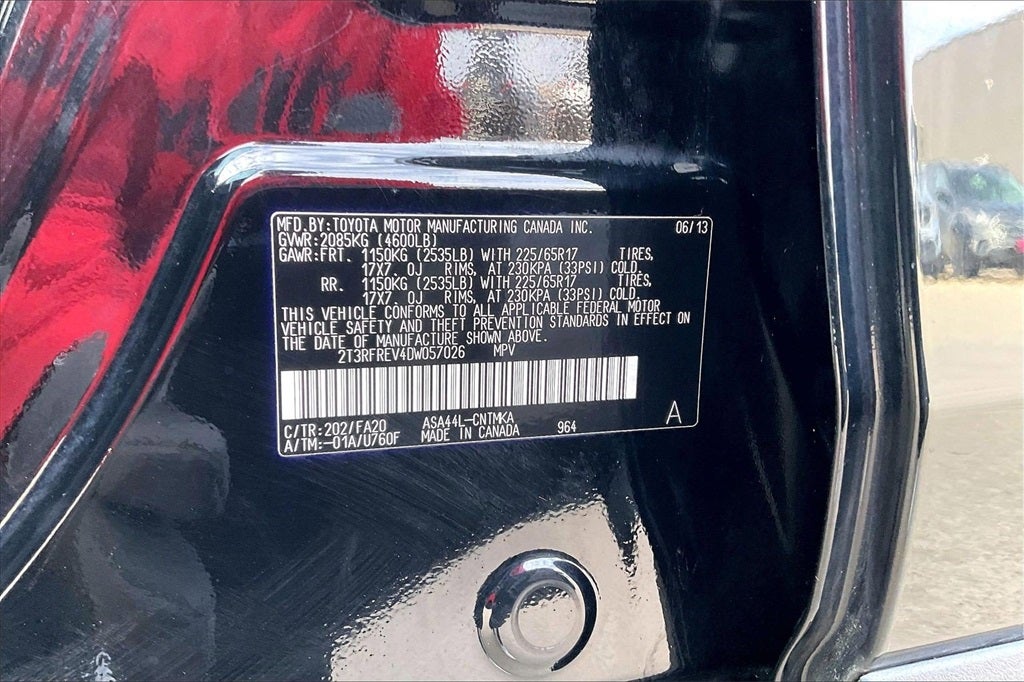 MFD.BY:TOYOTA MOTOR MANUFACTURING CANADA INC. 06/13
GVWR:2085KG (4600LB)
GAWR:FRT. 1150KG (2535LB) WITH 225/65R17 TIRES,
17X7.0J RIMS, AT 230KPA (33PSI) COLD.
RR. 1150KG (2535LB) WITH 225/65R17 TIRES,
17X7.0J RIMS, AT 230KPA (33PSI) COLD.
THIS VEHICLE CONFORMS TO ALL APPLICABLE FEDERAL MOTOR
VEHICLE SAFETY AND THEFT PREVENTION STANDARDS IN EFFECT ON
THE DATE OF MANUFACTURE SHOWN ABOVE.
2T3RFREV4DW057026 MPV
C/TR:202/FA20 ASA44L-CNTMKA
A/TM:-01A/U760F MADE IN CANADA 964 A